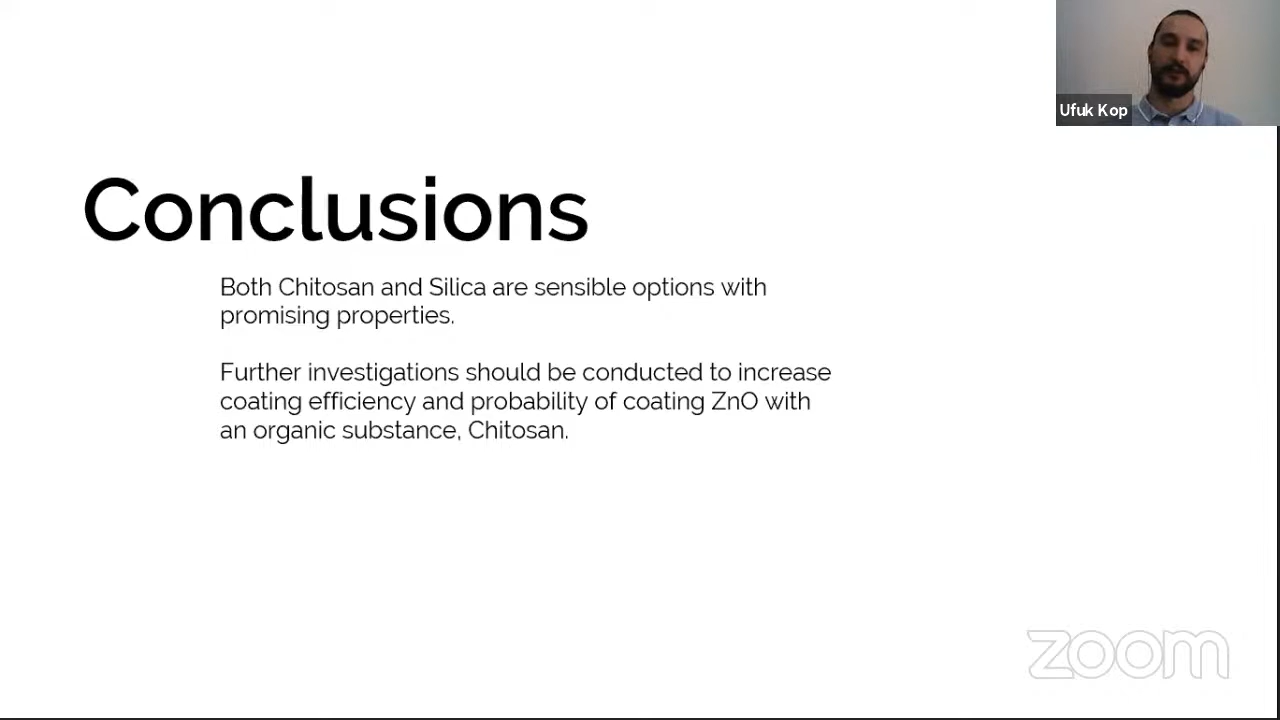 Ufuk Kop
Conclusions
Both Chitosan and Silica are sensible options with
promising properties.
Further investigations should be conducted to increase
coating efficiency and probability of coating ZnO with
an organic substance, Chitosan.
zoom